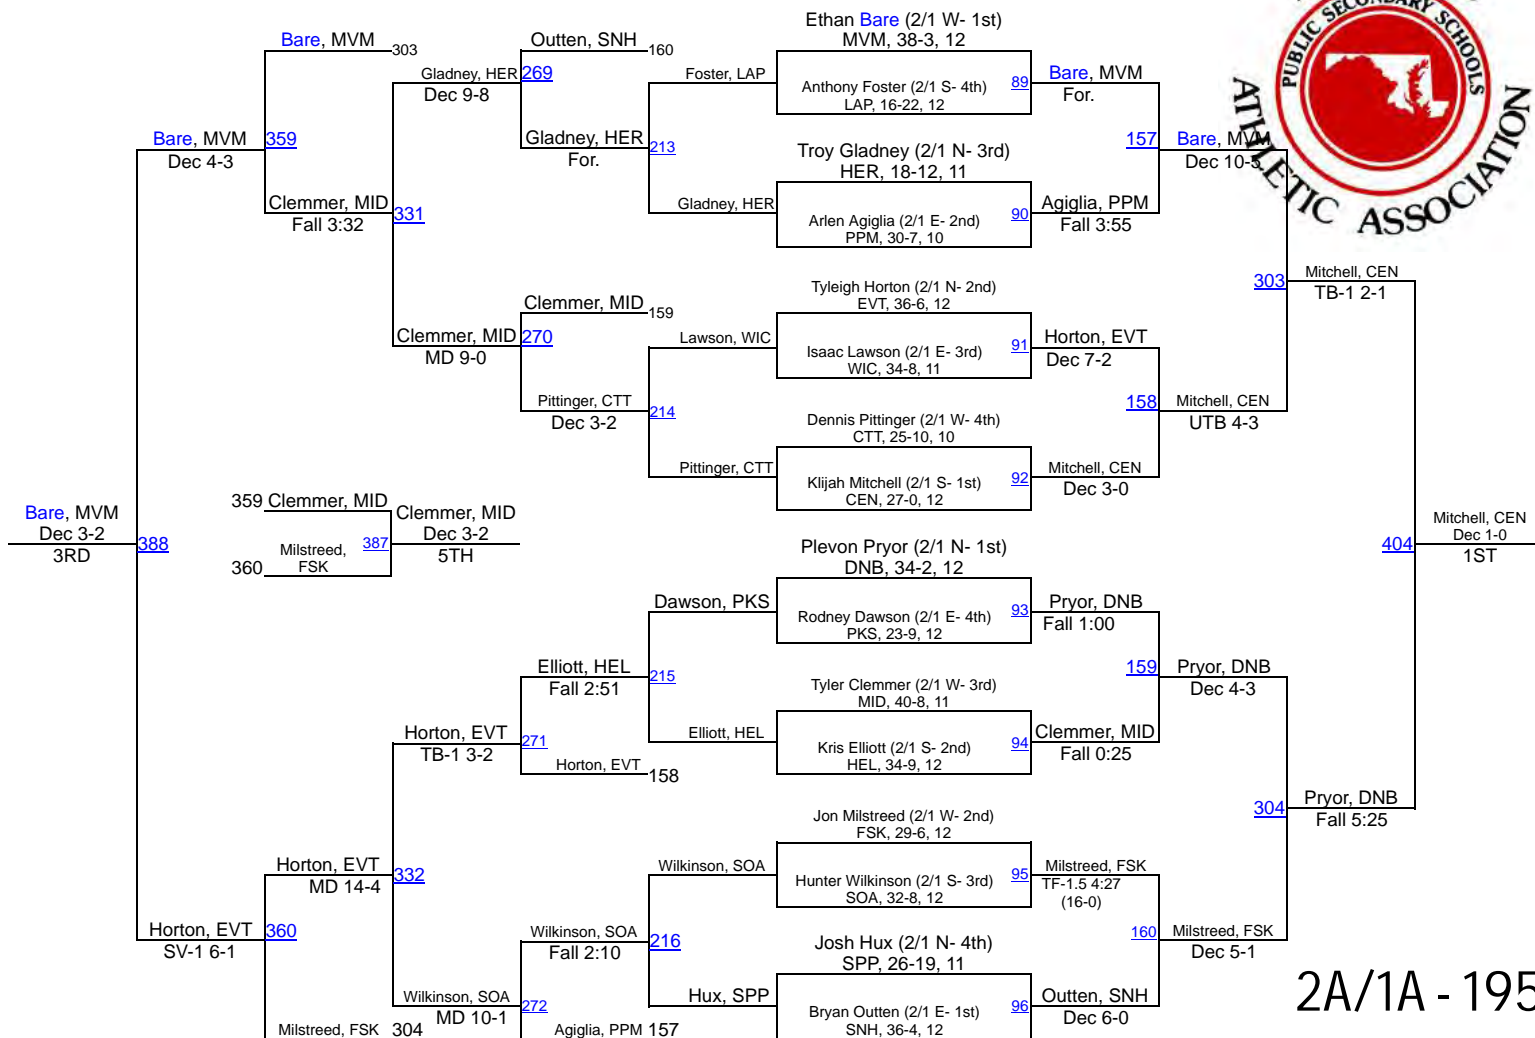 Bare, MVM
303
Outten, SNH
160
Ethan Bare (2/1 W- 1st)
MVM, 38-3, 12
Gladney, HER
269
Dec 9-8
Foster, LAP
Anthony Foster (2/1 S- 4th)
LAP, 16-22, 12
89
Bare, MVM
For.
PUBLIC SECONDARY SCHOOLS
ATHLETIC ASSOCIATION
Bare, MVM
359
Dec 4-3
Gladney, HER
For.
213
Troy Gladney (2/1 N- 3rd)
HER, 18-12, 11
157
Bare, MVM
Dec 10-5
Clemmer, MID
331
Fall 3:32
Gladney, HER
Arlen Agiglia (2/1 E- 2nd)
PPM, 30-7, 10
90
Agiglia, PPM
Fall 3:55
303
Mitchell, CEN
TB-1 2-1
Clemmer, MID
159
Tyleigh Horton (2/1 N- 2nd)
EVT, 36-6, 12
Clemmer, MID
270
MD 9-0
Lawson, WIC
Isaac Lawson (2/1 E- 3rd)
WIC, 34-8, 11
91
Horton, EVT
Dec 7-2
Pittinger, CTT
Dec 3-2
214
Dennis Pittinger (2/1 W- 4th)
CTT, 25-10, 10
158
Mitchell, CEN
UTB 4-3
Pittinger, CTT
Klijah Mitchell (2/1 S- 1st)
CEN, 27-0, 12
92
Mitchell, CEN
Dec 3-0
359 Clemmer, MID
Bare, MVM
Dec 3-2
3RD
388
Milstreed,
FSK
360
387
Clemmer, MID
Dec 3-2
5TH
404
Mitchell, CEN
Dec 1-0
1ST
Plevon Pryor (2/1 N- 1st)
DNB, 34-2, 12
Dawson, PKS
Rodney Dawson (2/1 E- 4th)
PKS, 23-9, 12
93
Pryor, DNB
Fall 1:00
Elliott, HEL
Fall 2:51
215
Tyler Clemmer (2/1 W- 3rd)
MID, 40-8, 11
159
Pryor, DNB
Dec 4-3
Horton, EVT
TB-1 3-2
271
Elliott, HEL
Kris Elliott (2/1 S- 2nd)
HEL, 34-9, 12
94
Clemmer, MID
Fall 0:25
Horton, EVT
158
304
Pryor, DNB
Fall 5:25
Jon Milstreed (2/1 W- 2nd)
FSK, 29-6, 12
Horton, EVT
MD 14-4
332
Wilkinson, SOA
Hunter Wilkinson (2/1 S- 3rd)
SOA, 32-8, 12
95
Milstreed, FSK
TF-1.5 4:27
(16-0)
Horton, EVT
SV-1 6-1
360
Wilkinson, SOA
Fall 2:10
216
Josh Hux (2/1 N- 4th)
SPP, 26-19, 11
160
Milstreed, FSK
Dec 5-1
Wilkinson, SOA
MD 10-1
272
Hux, SPP
Bryan Outten (2/1 E- 1st)
SNH, 36-4, 12
96
Outten, SNH
Dec 6-0
Milstreed, FSK 304
Agiglia, PPM 157
2A/1A - 195